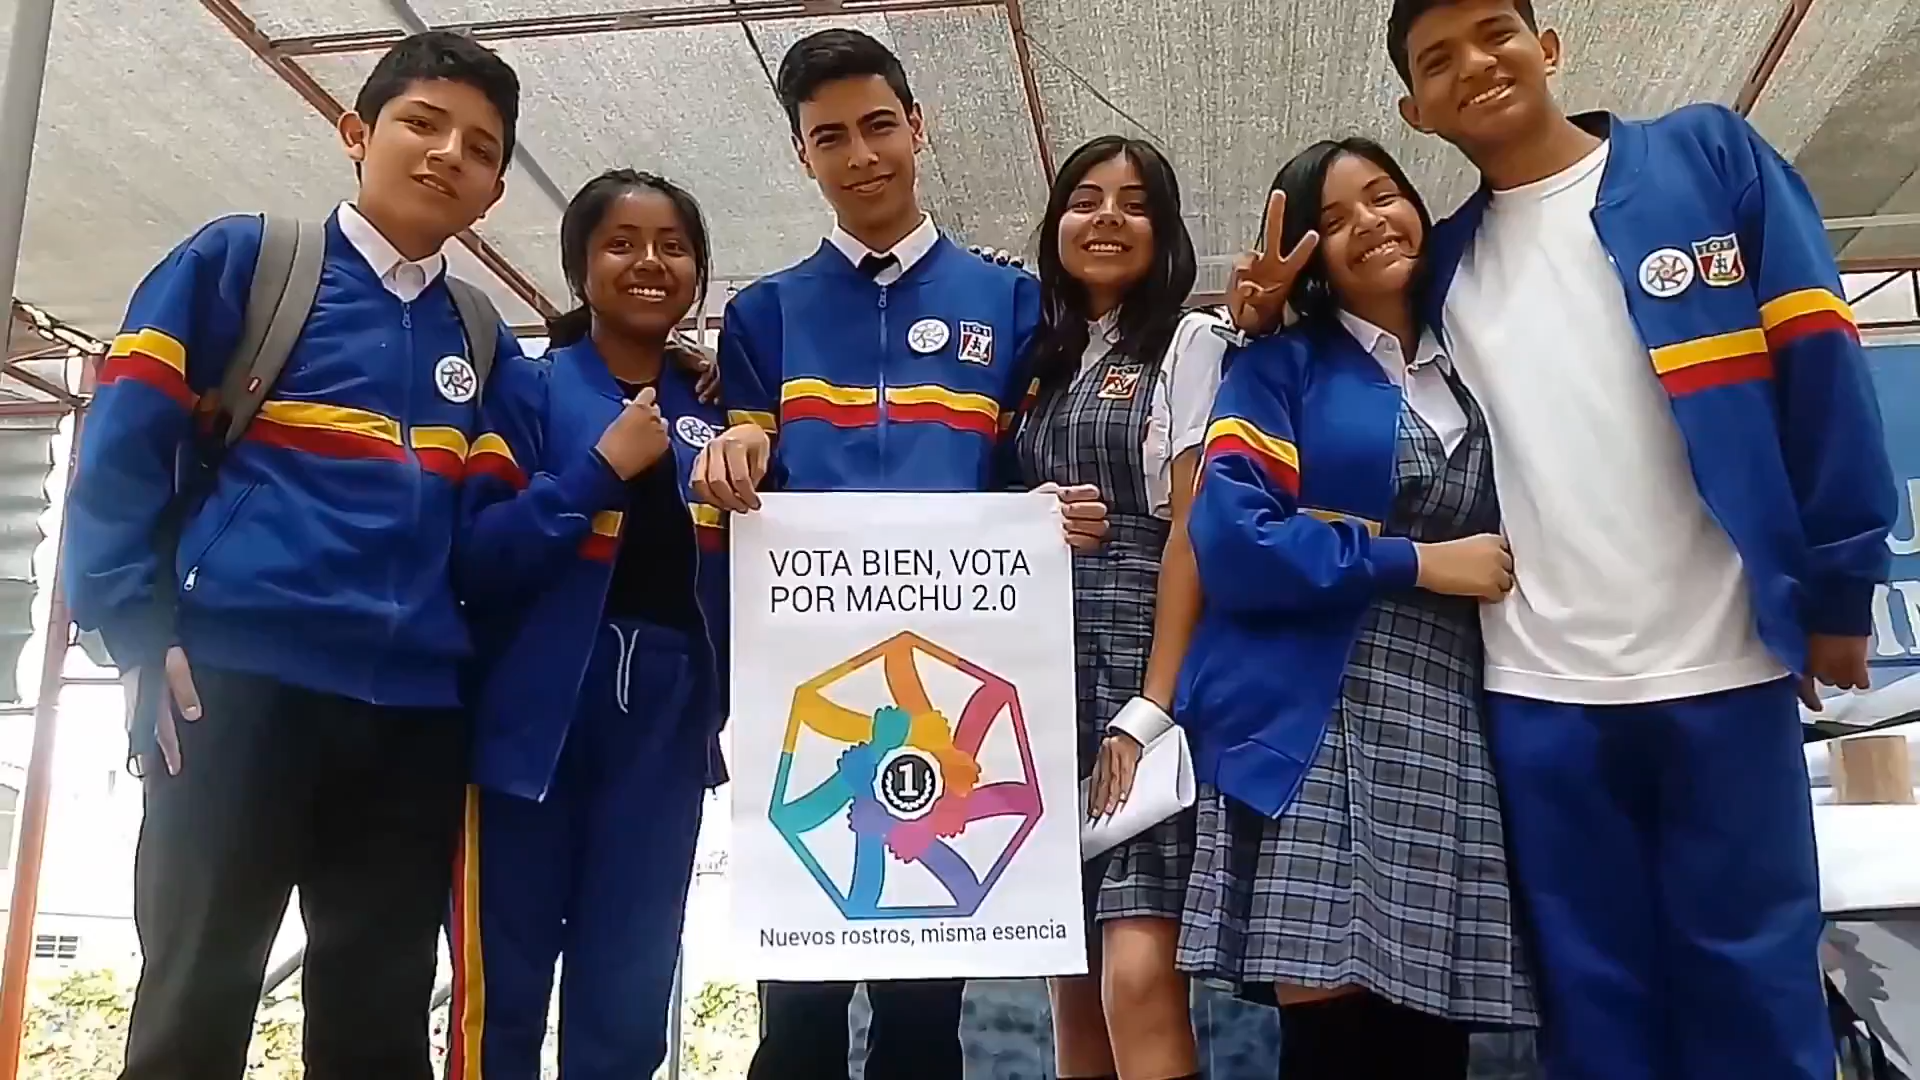 VOTA BIEN, VOTA
POR MACHU 2.0
1
Nuevos rostros, misma esencia